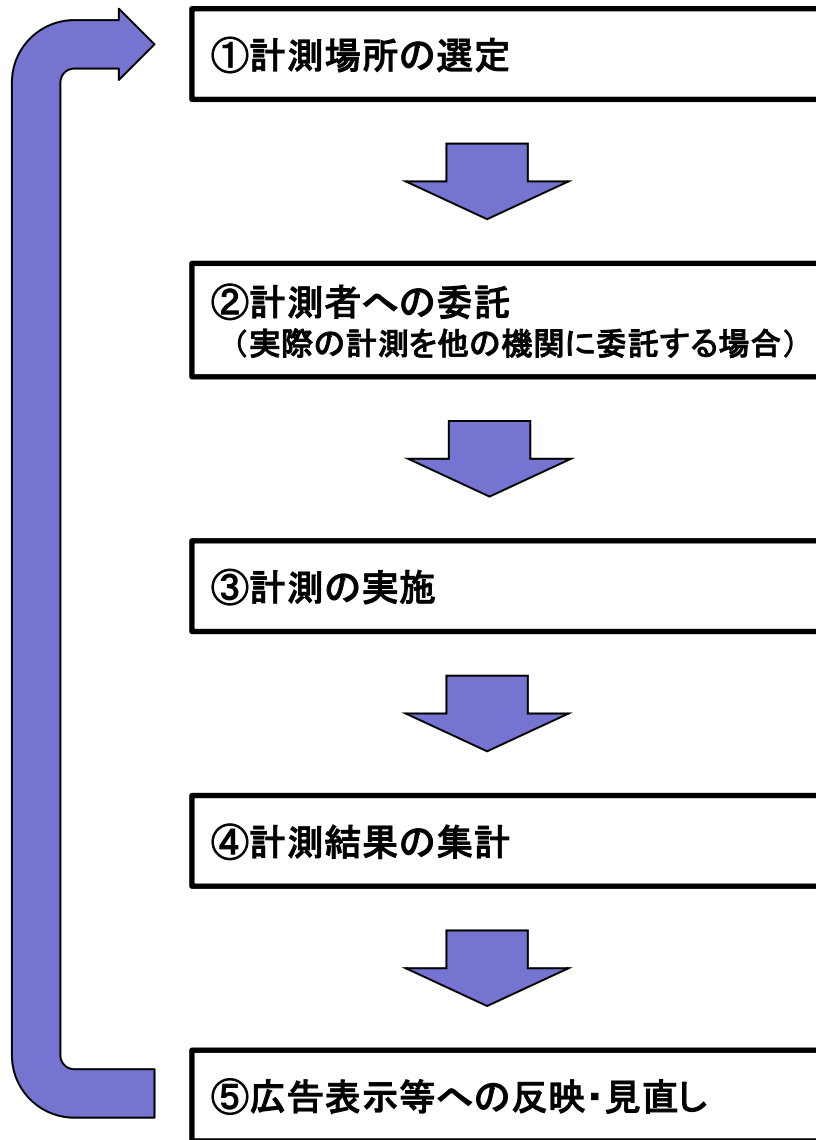 ①計測場所の選定
②計測者への委託
（実際の計測を他の機関に委託する場合）
③計測の実施
④計測結果の集計
⑤広告表示等への反映・見直し